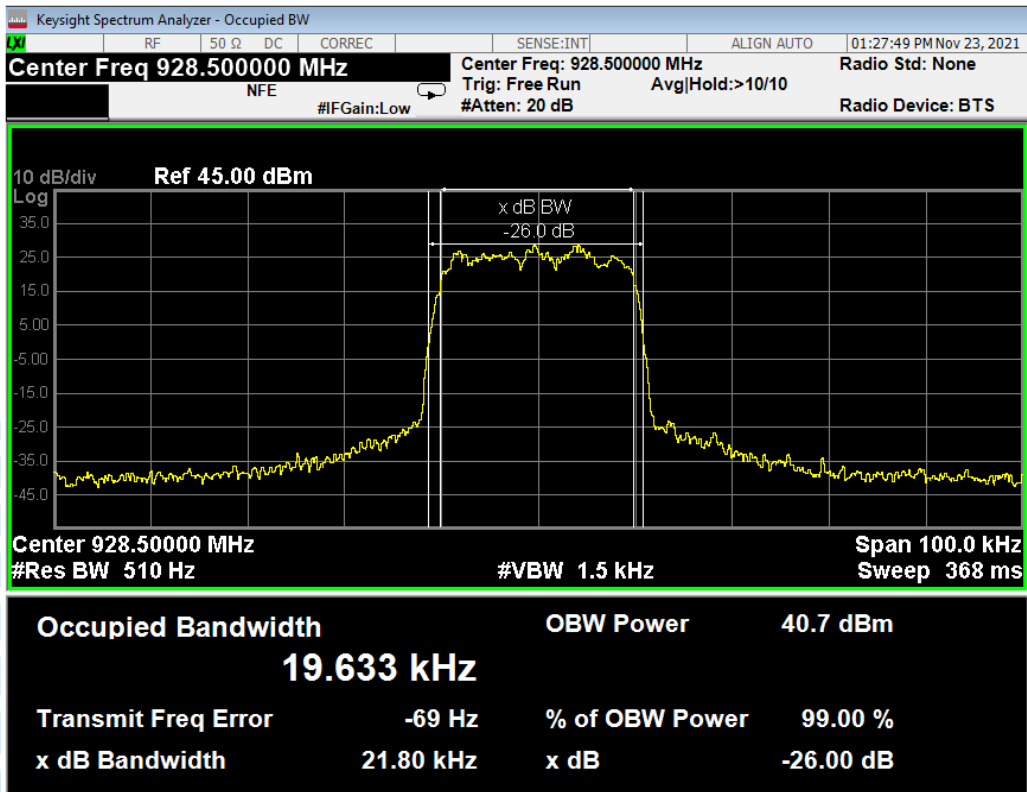 Keysight Spectrum Analyzer - Occupied BW
LXI RF 50 Ω DC CORREC SENSE:INT ALIGN AUTO 01:27:49 PM Nov 23, 2021
Center Freq 928.500000 MHz
NFE
#IFGain:Low
Center Freq: 928.500000 MHz
Trig: Free Run Avg|Hold:>10/10
#Atten: 20 dB
Radio Std: None
Radio Device: BTS
10 dB/div Ref 45.00 dBm
Log
x dB BW
-26.0 dB
35.0
25.0
15.0
5.00
-5.00
-15.0
-25.0
-35.0
-45.0
Center 928.50000 MHz Span 100.0 kHz
#Res BW 510 Hz #VBW 1.5 kHz Sweep 368 ms
Occupied Bandwidth OBW Power 40.7 dBm
19.633 kHz
Transmit Freq Error -69 Hz % of OBW Power 99.00 %
x dB Bandwidth 21.80 kHz x dB -26.00 dB